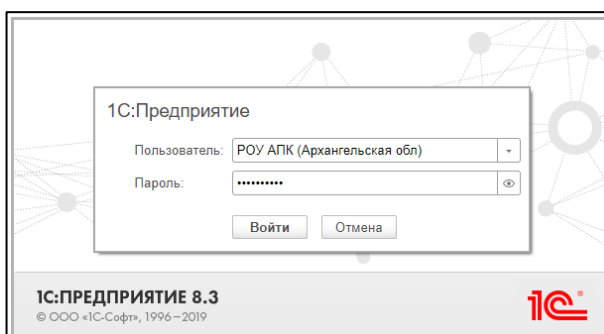 1С:Предприятие
Пользователь: РОУ АПК (Архангельская обл)
Пароль: ••••••••••
Войти Отмена
1С:ПРЕДПРИЯТИЕ 8.3
© ООО «1С-Софт», 1996–2019
1С